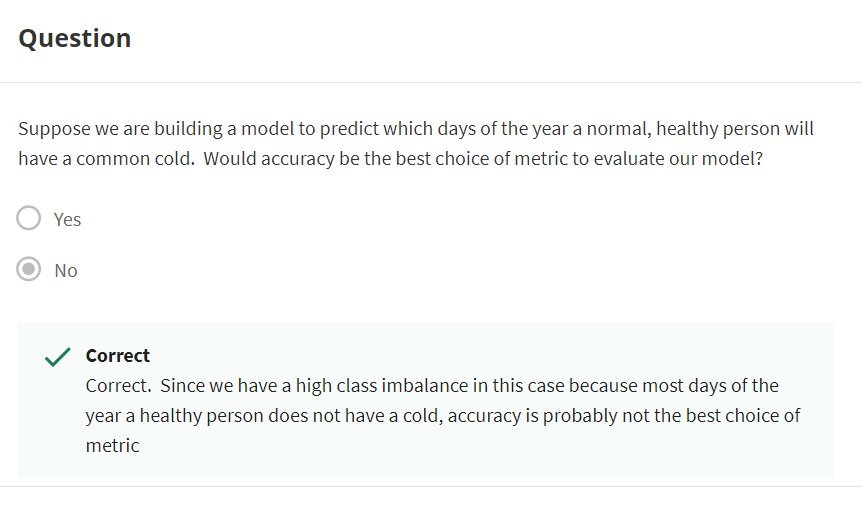 Question
Suppose we are building a model to predict which days of the year a normal, healthy person will
have a common cold.  Would accuracy be the best choice of metric to evaluate our model?
Yes
No
Correct
Correct.  Since we have a high class imbalance in this case because most days of the
year a healthy person does not have a cold, accuracy is probably not the best choice of
metric